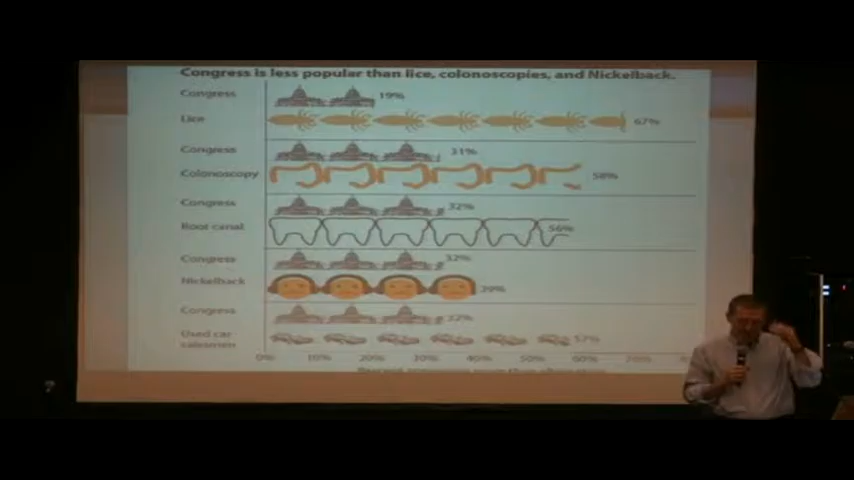 Congress is less popular than lice, colonoscopies, and Nickelback.
Congress 19%
Lice 67%
Congress 31%
Colonoscopy 58%
Congress 32%
Root canal 56%
Congress 32%
Nickelback 39%
Congress 32%
Used car
salesmen 57%
0% 10% 20% 30% 40% 50% 60% 70%